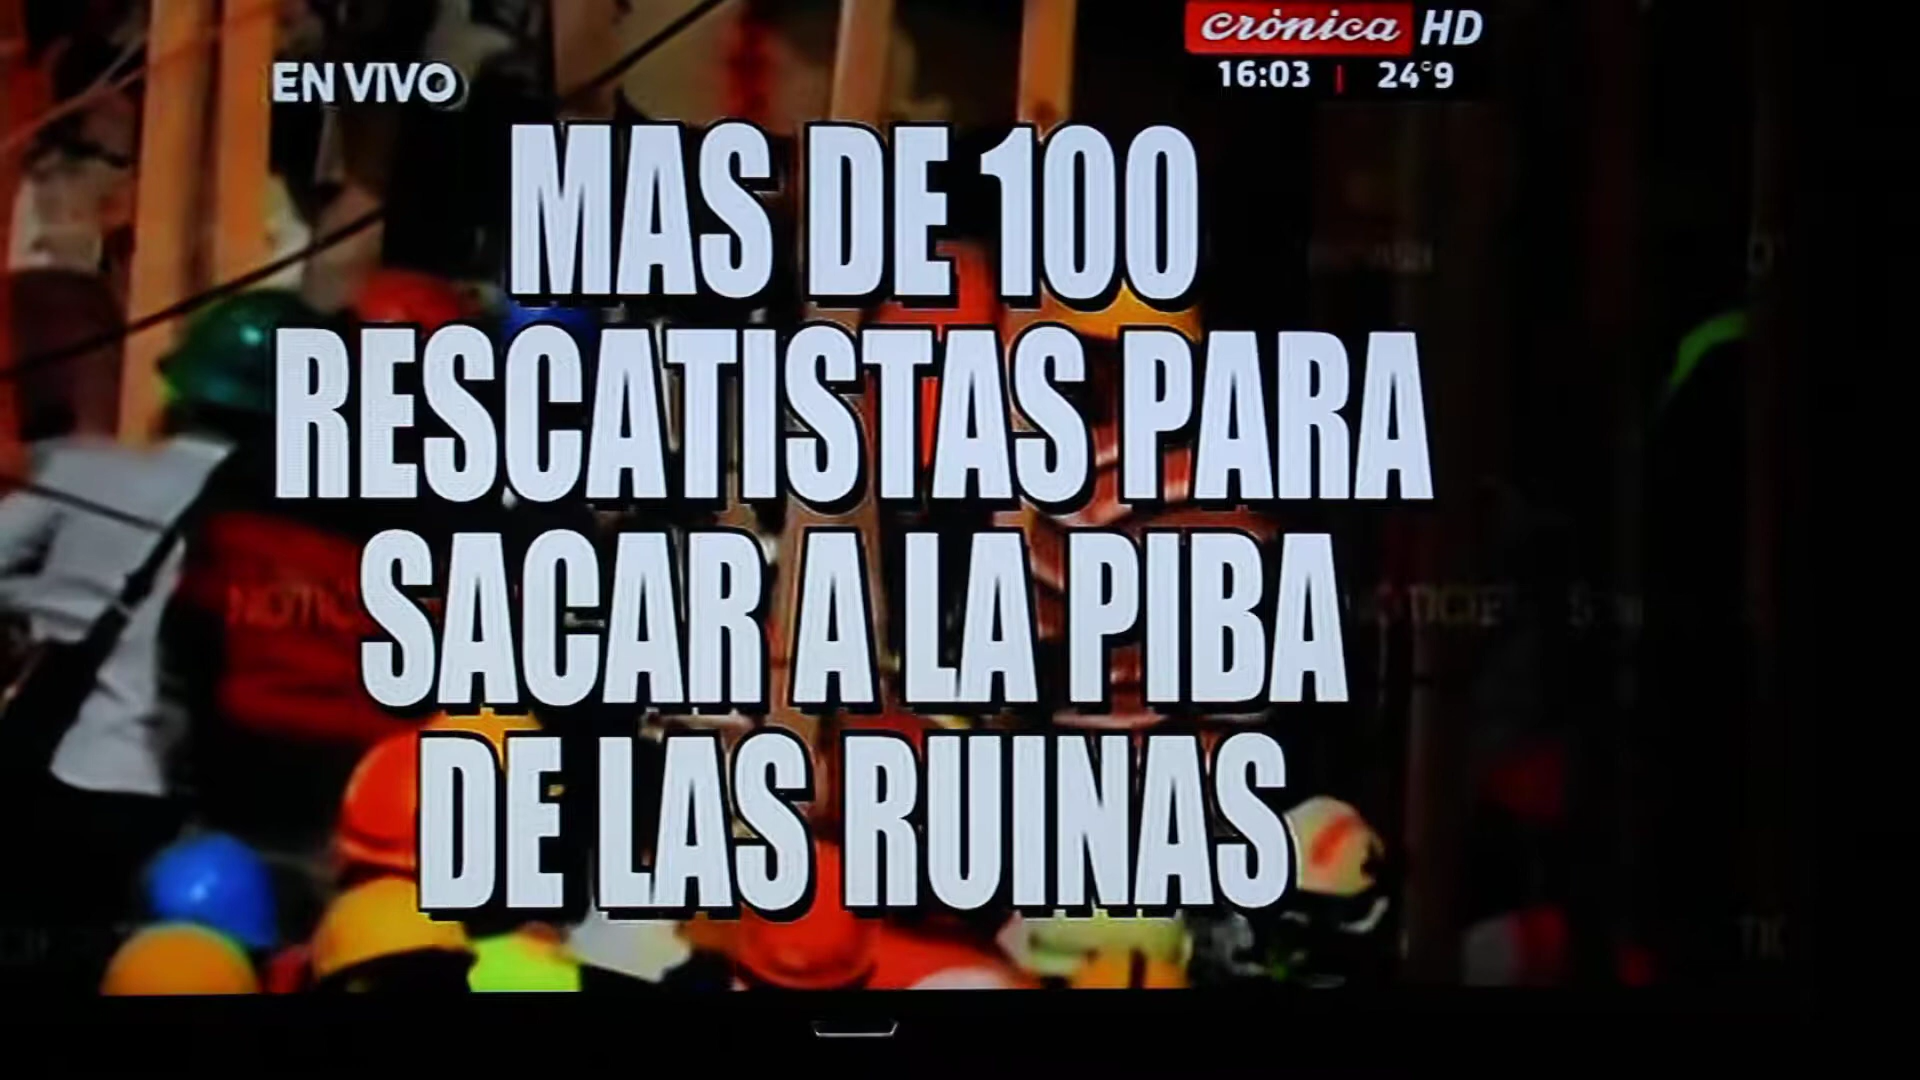 crónica HD
EN VIVO
16:03 | 24°9
MAS DE 100
RESCATISTAS PARA
SACAR A LA PIBA
DE LAS RUINAS